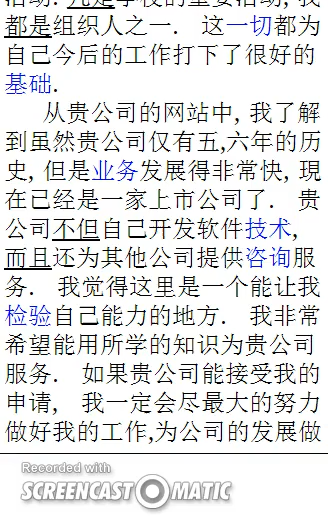 都是组织人之一. 这一切都为
自己今后的工作打下了很好的
基础.
从贵公司的网站中, 我了解
到虽然贵公司仅有五,六年的历
史, 但是业务发展得非常快, 现
在已经是一家上市公司了. 贵
公司不但自己开发软件技术,
而且还为其他公司提供咨询服
务. 我觉得这里是一个能让我
检验自己能力的地方. 我非常
希望能用所学的知识为贵公司
服务. 如果贵公司能接受我的
申请, 我一定会尽最大的努力
做好我的工作,为公司的发展做
Recorded with
SCREENCAST-O-MATIC